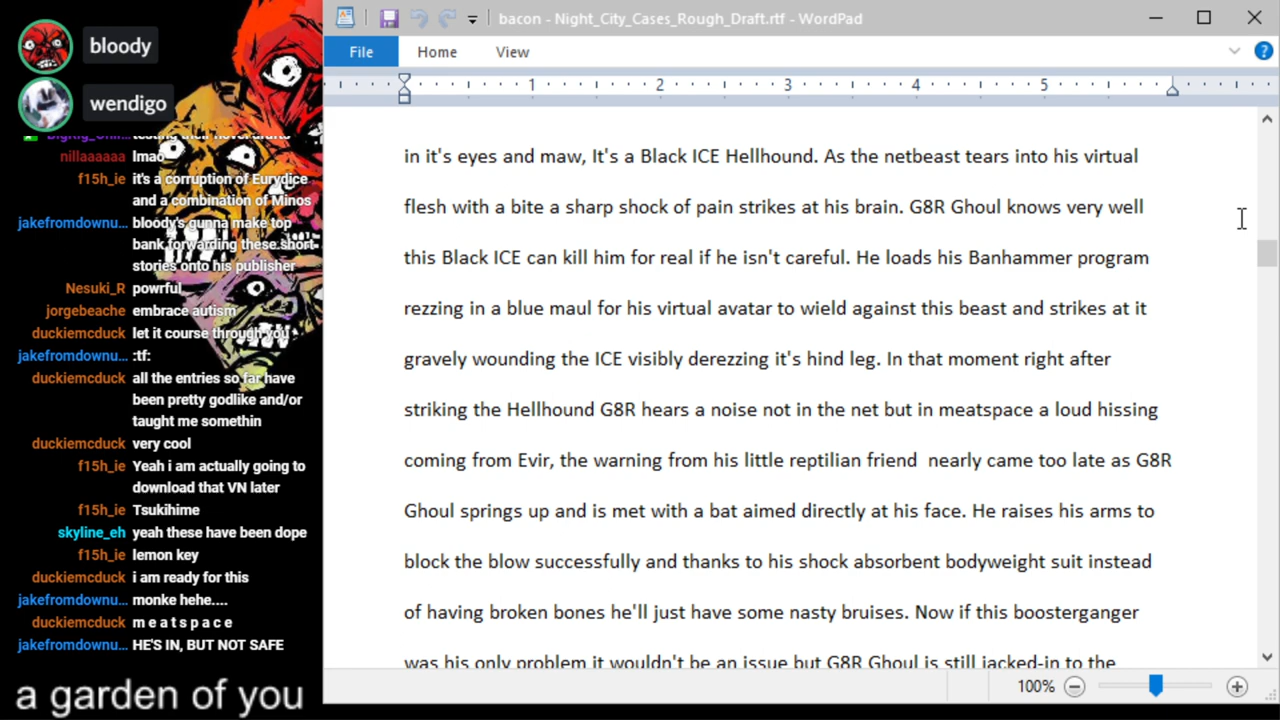 bloody
wendigo
nillaaaaaa lmao
f15h_ie it's a corruption of Eurydice
and a combination of Minos
jakefromdownu... bloody's gunna make top
bank forwarding these short
stories onto his publisher
Nesuki_R powrful
jorgebeache embrace autism
duckiemcduck let it course through you
jakefromdownu... :tf:
duckiemcduck all the entries so far have
been pretty godlike and/or
taught me somethin
duckiemcduck very cool
f15h_ie Yeah i am actually going to
download that VN later
f15h_ie Tsukihime
skyline_eh yeah these have been dope
f15h_ie lemon key
duckiemcduck i am ready for this
jakefromdownu... monke hehe....
duckiemcduck m e a t s p a c e
jakefromdownu... HE'S IN, BUT NOT SAFE
a garden of you
bacon - Night_City_Cases_Rough_Draft.rtf - WordPad
File Home View
1 2 3 4 5
in it's eyes and maw, It's a Black ICE Hellhound. As the netbeast tears into his virtual
flesh with a bite a sharp shock of pain strikes at his brain. G8R Ghoul knows very well
this Black ICE can kill him for real if he isn't careful. He loads his Banhammer program
rezzing in a blue maul for his virtual avatar to wield against this beast and strikes at it
gravely wounding the ICE visibly derezzing it's hind leg. In that moment right after
striking the Hellhound G8R hears a noise not in the net but in meatspace a loud hissing
coming from Evir, the warning from his little reptilian friend  nearly came too late as G8R
Ghoul springs up and is met with a bat aimed directly at his face. He raises his arms to
block the blow successfully and thanks to his shock absorbent bodyweight suit instead
of having broken bones he'll just have some nasty bruises. Now if this boosterganger
was his only problem it wouldn't be an issue but G8R Ghoul is still jacked-in to the
100%